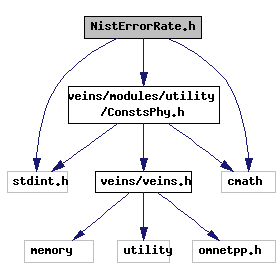 NistErrorRate.h
veins/modules/utility
/ConstsPhy.h
stdint.h
veins/veins.h
cmath
memory
utility
omnetpp.h